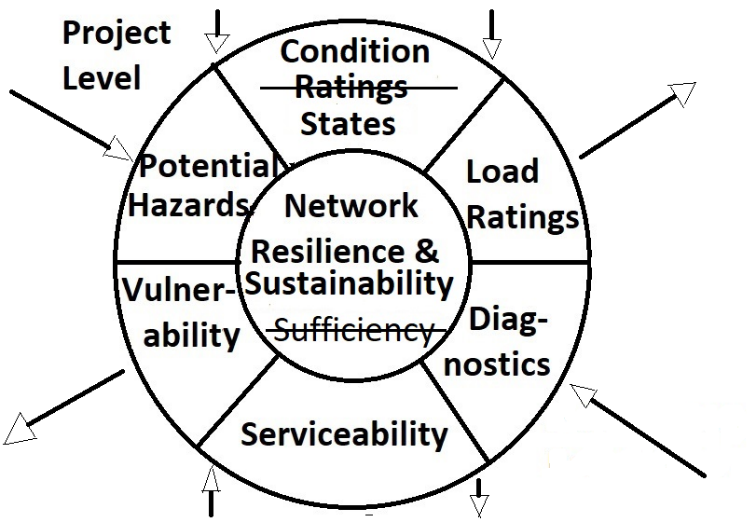 Project
Level
Condition
Ratings
States
Potential
Hazards
Load
Ratings
Network
Resilience &
Sustainability
Sufficiency
Vulner-
ability
Diag-
nostics
Serviceability